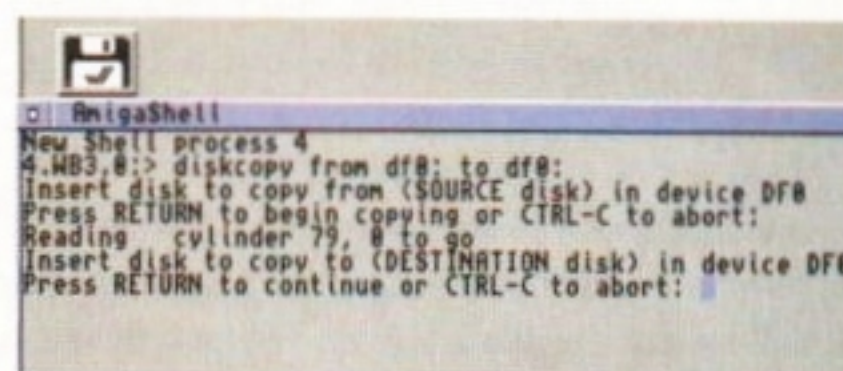 AmigaShell
New Shell process 4
4.WB3.0:> diskcopy from df0: to df0:
Insert disk to copy from (SOURCE disk) in device DF0
Press RETURN to begin copying or CTRL-C to abort:
Reading cylinder 79, 0 to go
Insert disk to copy to (DESTINATION disk) in device DF0
Press RETURN to continue or CTRL-C to abort: